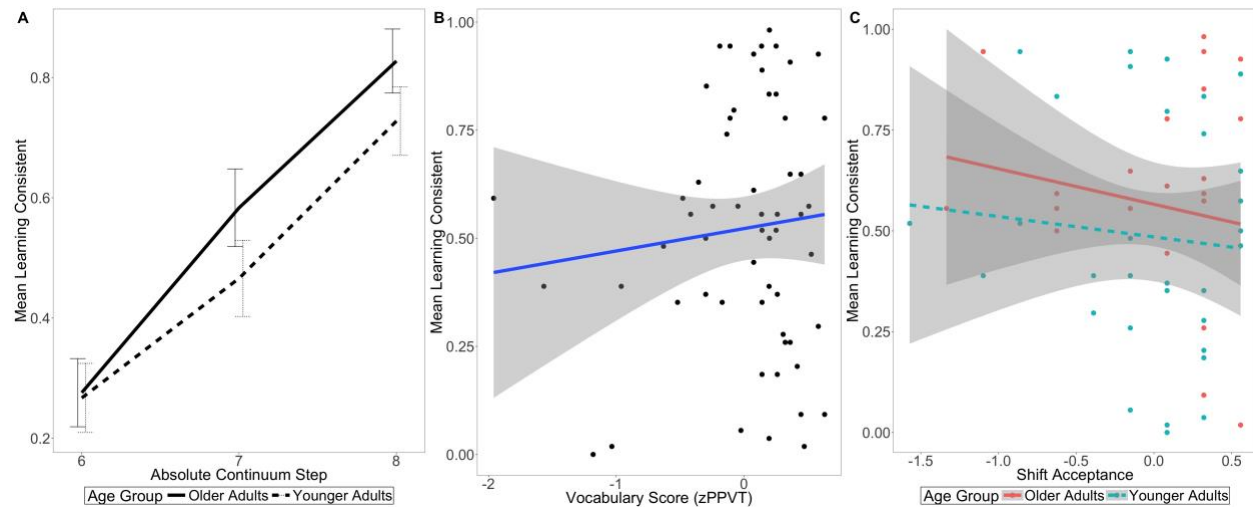 A
Mean Learning Consistent
0.8
0.6
0.4
0.2
6
7
8
Absolute Continuum Step
Age Group Older Adults Younger Adults
B
Mean Learning Consistent
1.00
0.75
0.50
0.25
0.00
-2
-1
0
Vocabulary Score (zPPVT)
C
Mean Learning Consistent
1.00
0.75
0.50
0.25
0.00
-1.5
-1.0
-0.5
0.0
0.5
Shift Acceptance
Age Group Older Adults Younger Adults